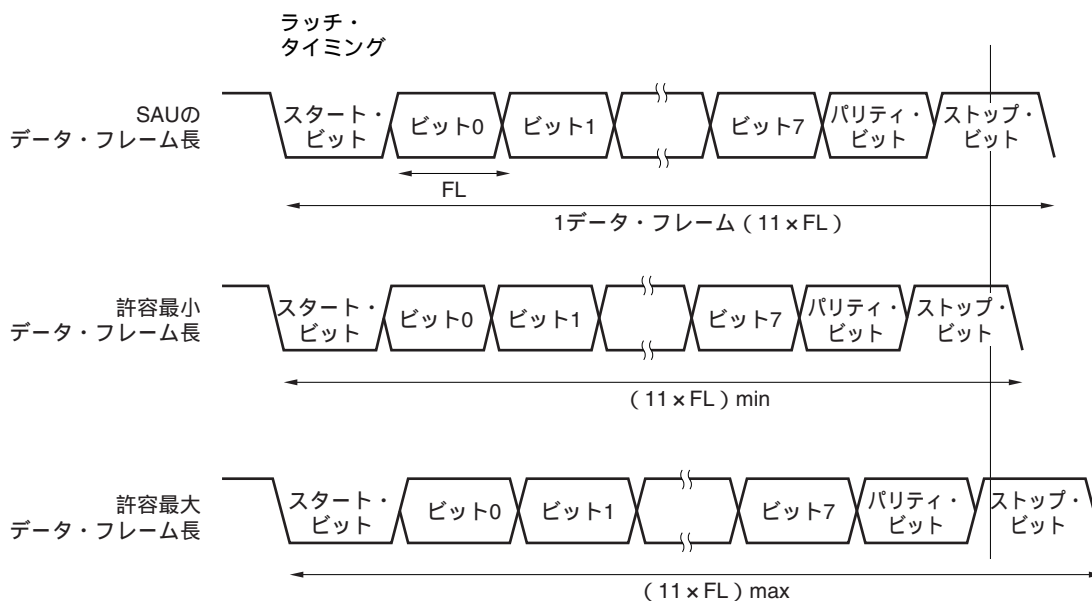 ラッチ・
タイミング
SAUの
データ・フレーム長
スタート・
ビット
ビット0
ビット1
ビット7
パリティ・
ビット
ストップ・
ビット
FL
1データ・フレーム（11×FL）
許容最小
データ・フレーム長
スタート・
ビット
ビット0
ビット1
ビット7
パリティ・
ビット
ストップ・
ビット
（11×FL）min
許容最大
データ・フレーム長
スタート・
ビット
ビット0
ビット1
ビット7
パリティ・
ビット
ストップ・
ビット
（11×FL）max